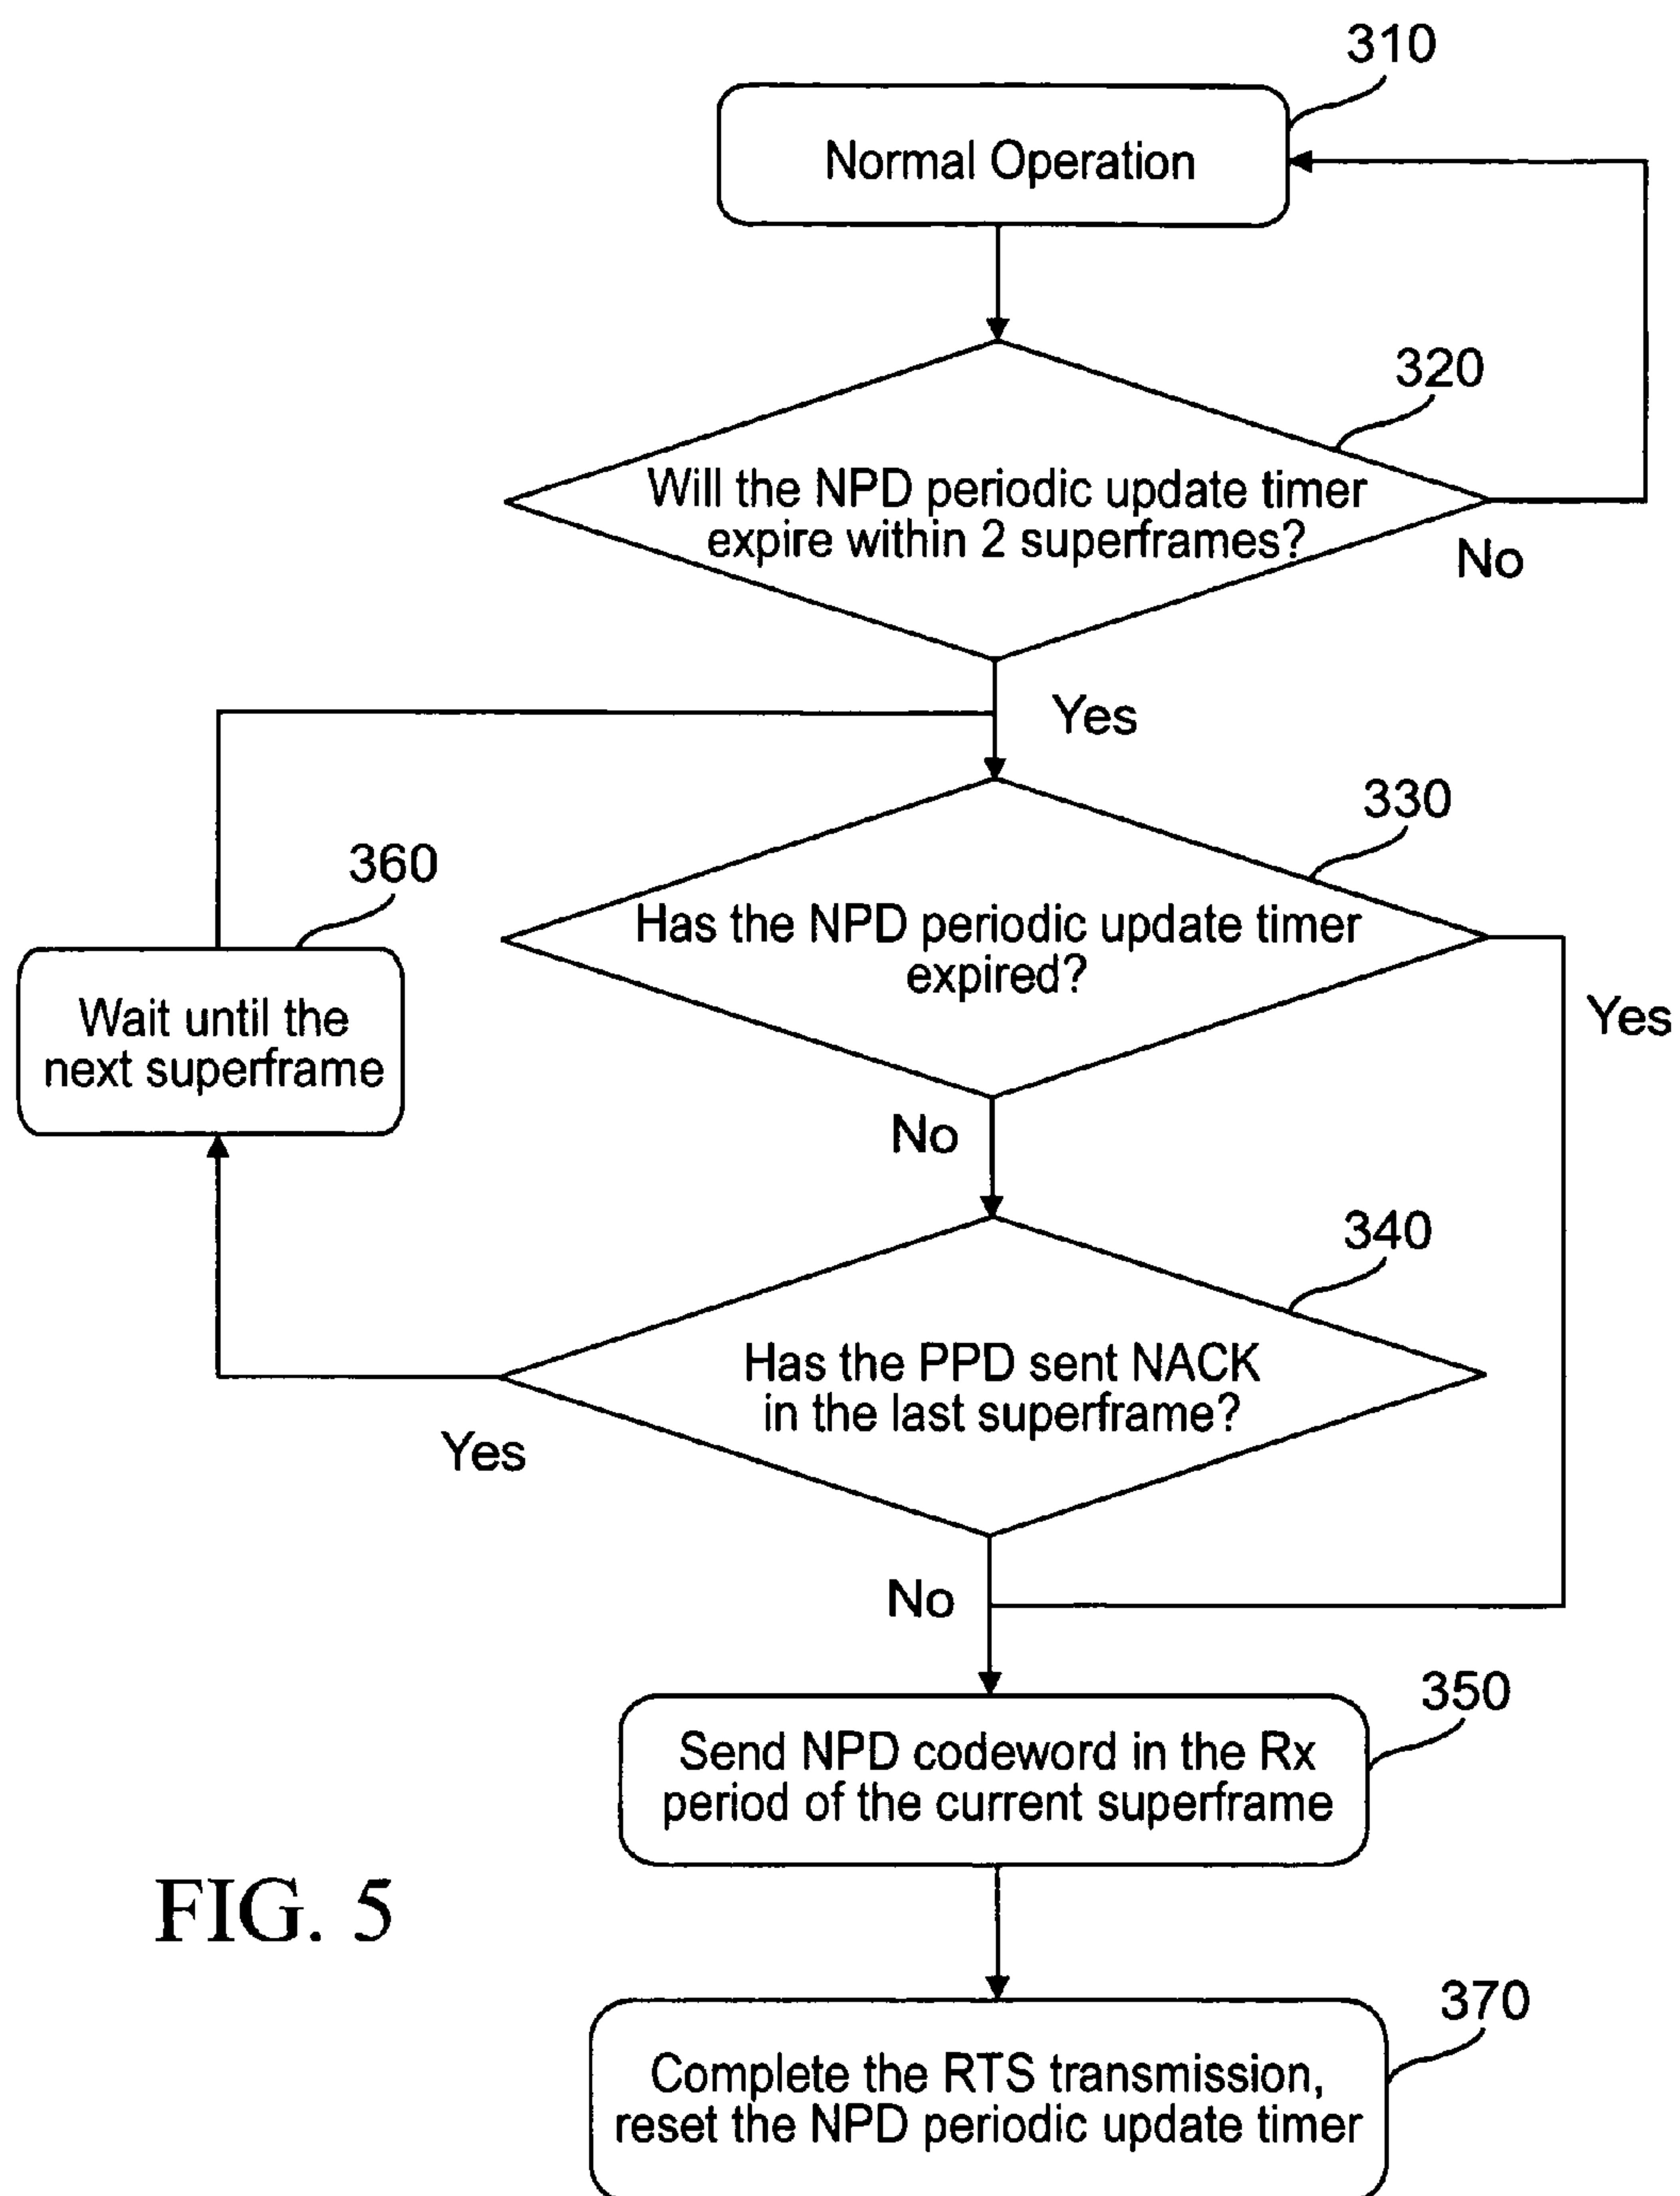 310
Normal Operation
320
Will the NPD periodic update timer
expire within 2 superframes?
No
Yes
330
Has the NPD periodic update timer
expired?
Yes
360
Wait until the
next superframe
No
340
Has the PPD sent NACK
in the last superframe?
Yes
No
350
Send NPD codeword in the Rx
period of the current superframe
FIG. 5
370
Complete the RTS transmission,
reset the NPD periodic update timer